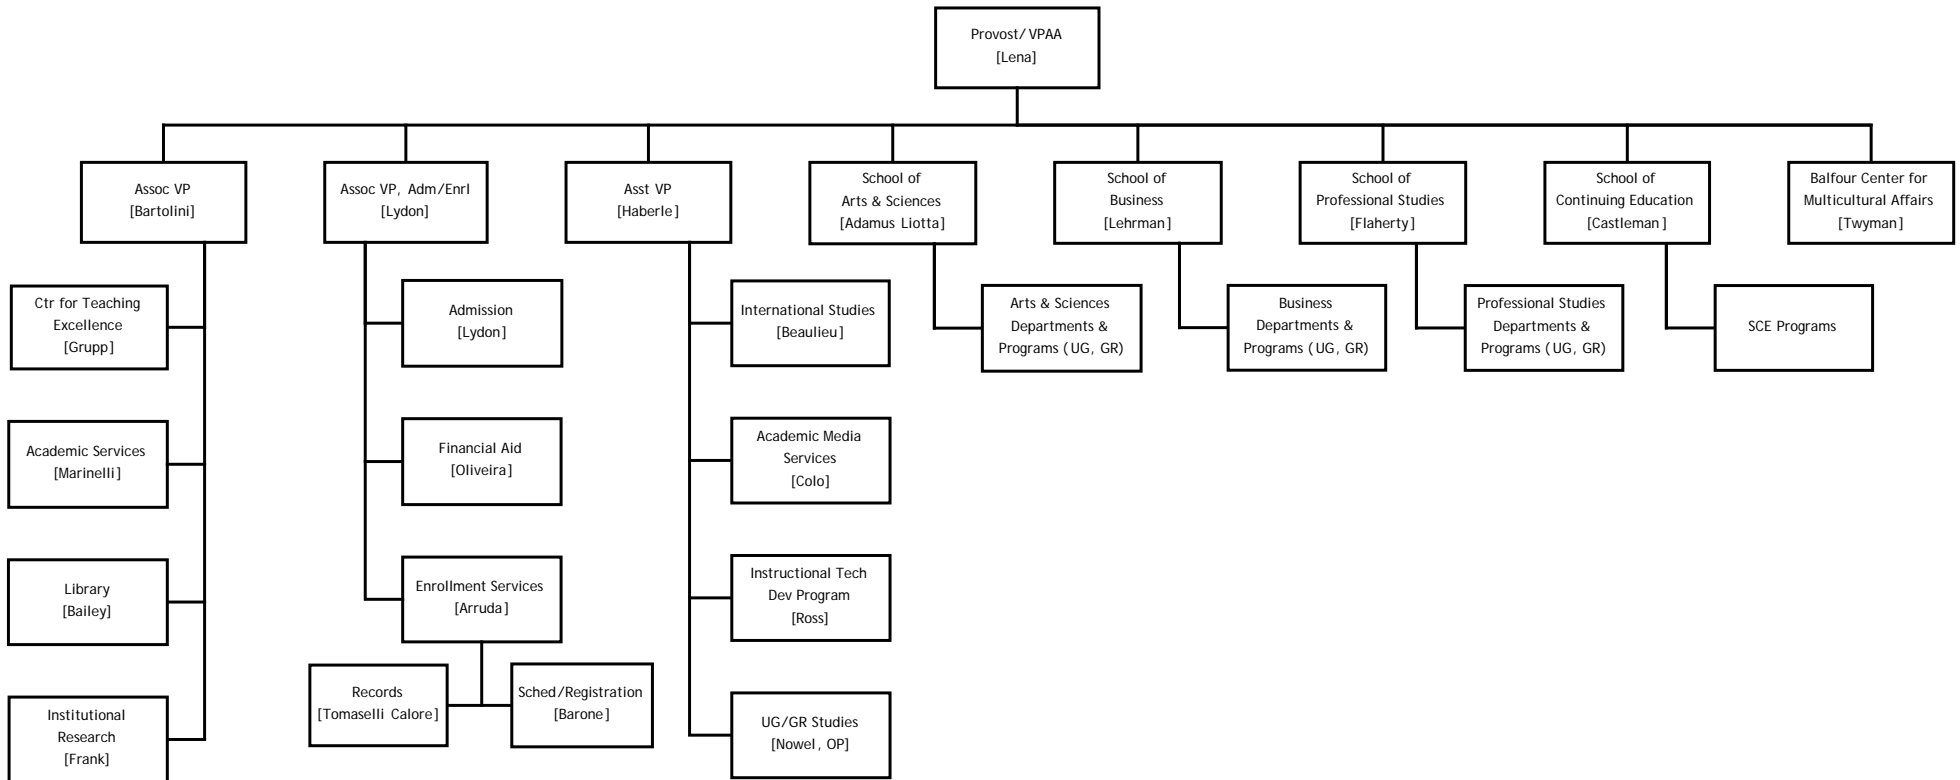 Provost/VPAA
[Lena]
Assoc VP
[Bartolini]
Assoc VP, Adm/Enrl
[Lydon]
Asst VP
[Haberle]
School of
Arts & Sciences
[Adamus Liotta]
School of
Business
[Lehrman]
School of
Professional Studies
[Flaherty]
School of
Continuing Education
[Castleman]
Balfour Center for
Multicultural Affairs
[Twyman]
Ctr for Teaching
Excellence
[Grupp]
Academic Services
[Marinelli]
Library
[Bailey]
Institutional
Research
[Frank]
Admission
[Lydon]
Financial Aid
[Oliveira]
Enrollment Services
[Arruda]
Records
[Tomaselli Calore]
Sched/Registration
[Barone]
International Studies
[Beaulieu]
Academic Media
Services
[Colo]
Instructional Tech
Dev Program
[Ross]
UG/GR Studies
[Nowel, OP]
Arts & Sciences
Departments &
Programs (UG, GR)
Business
Departments &
Programs (UG, GR)
Professional Studies
Departments &
Programs (UG, GR)
SCE Programs